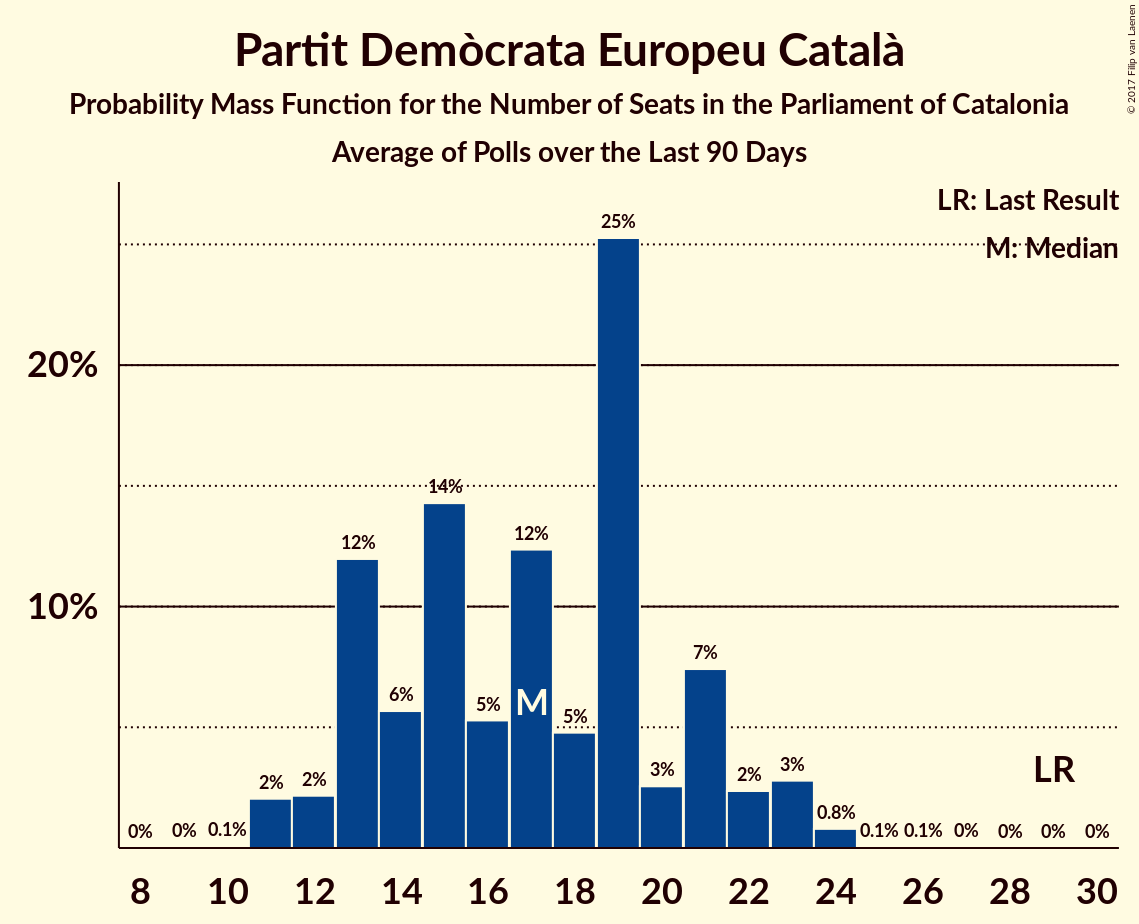 Partit Demòcrata Europeu Català
Probability Mass Function for the Number of Seats in the Parliament of Catalonia
Average of Polls over the Last 90 Days
© 2017 Filip van Laenen
LR: Last Result
M: Median
20%
10%
0%
0%
0.1%
2%
2%
12%
6%
14%
5%
12%
5%
25%
3%
7%
2%
3%
0.8%
0.1%
0.1%
0%
0%
0%
0%
M
LR
8 10 12 14 16 18 20 22 24 26 28 30